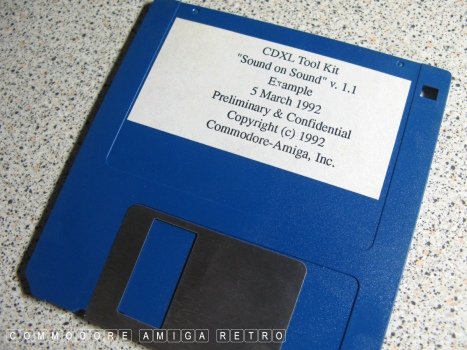 CDXL Tool Kit
"Sound on Sound" v. 1.1
Example
5 March 1992
Preliminary & Confidential
Copyright (c) 1992
Commodore-Amiga, Inc.
COMMODORE AMIGA RETRO